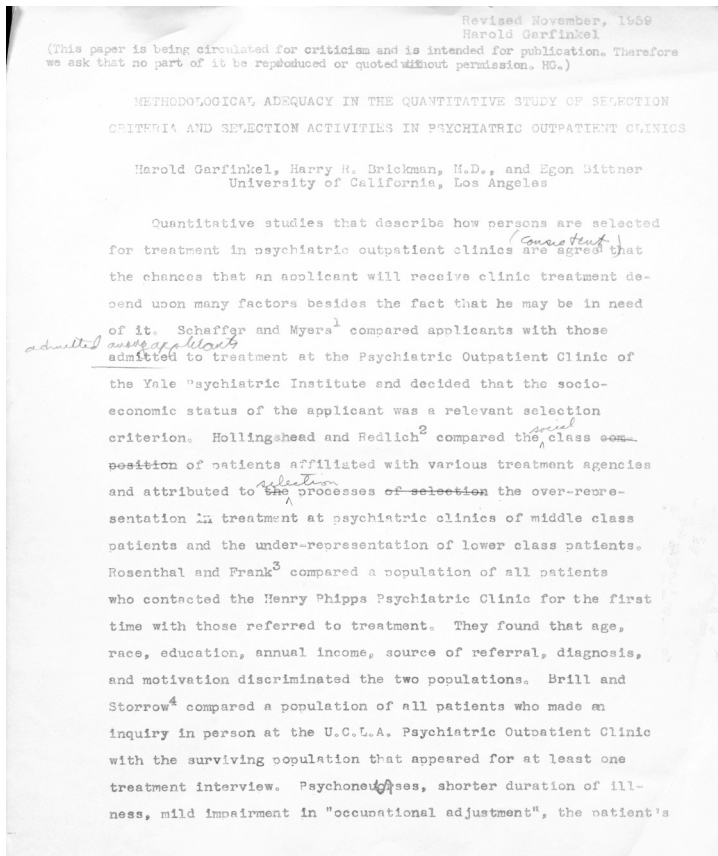 Revised November, 1959
Harold Garfinkel
(This paper is being circulated for criticism and is intended for publication. Therefore
we ask that no part of it be reproduced or quoted without permission. HG.)
METHODOLOGICAL ADEQUACY IN THE QUANTITATIVE STUDY OF SELECTION
CRITERIA AND SELECTION ACTIVITIES IN PSYCHIATRIC OUTPATIENT CLINICS
Harold Garfinkel, Harry R. Brickman, M.D., and Egon Bittner
University of California, Los Angeles
Quantitative studies that describe how persons are selected
(consistent)
for treatment in psychiatric outpatient clinics are agreed that
the chances that an applicant will receive clinic treatment de-
pend upon many factors besides the fact that he may be in need
of it. Schaffer and Myers1 compared applicants with those
admitted among applicants
admitted to treatment at the Psychiatric Outpatient Clinic of
the Yale Psychiatric Institute and decided that the socio-
economic status of the applicant was a relevant selection
social
criterion. Hollingshead and Redlich2 compared the class com-
position of patients affiliated with various treatment agencies
selection
and attributed to the processes of selection the over-repre-
sentation in treatment at psychiatric clinics of middle class
patients and the under-representation of lower class patients.
Rosenthal and Frank3 compared a population of all patients
who contacted the Henry Phipps Psychiatric Clinic for the first
time with those referred to treatment. They found that age,
race, education, annual income, source of referral, diagnosis,
and motivation discriminated the two populations. Brill and
Storrow4 compared a population of all patients who made an
inquiry in person at the U.C.L.A. Psychiatric Outpatient Clinic
with the surviving population that appeared for at least one
treatment interview. Psychoneuroses, shorter duration of ill-
ness, mild impairment in "occupational adjustment", the patient's